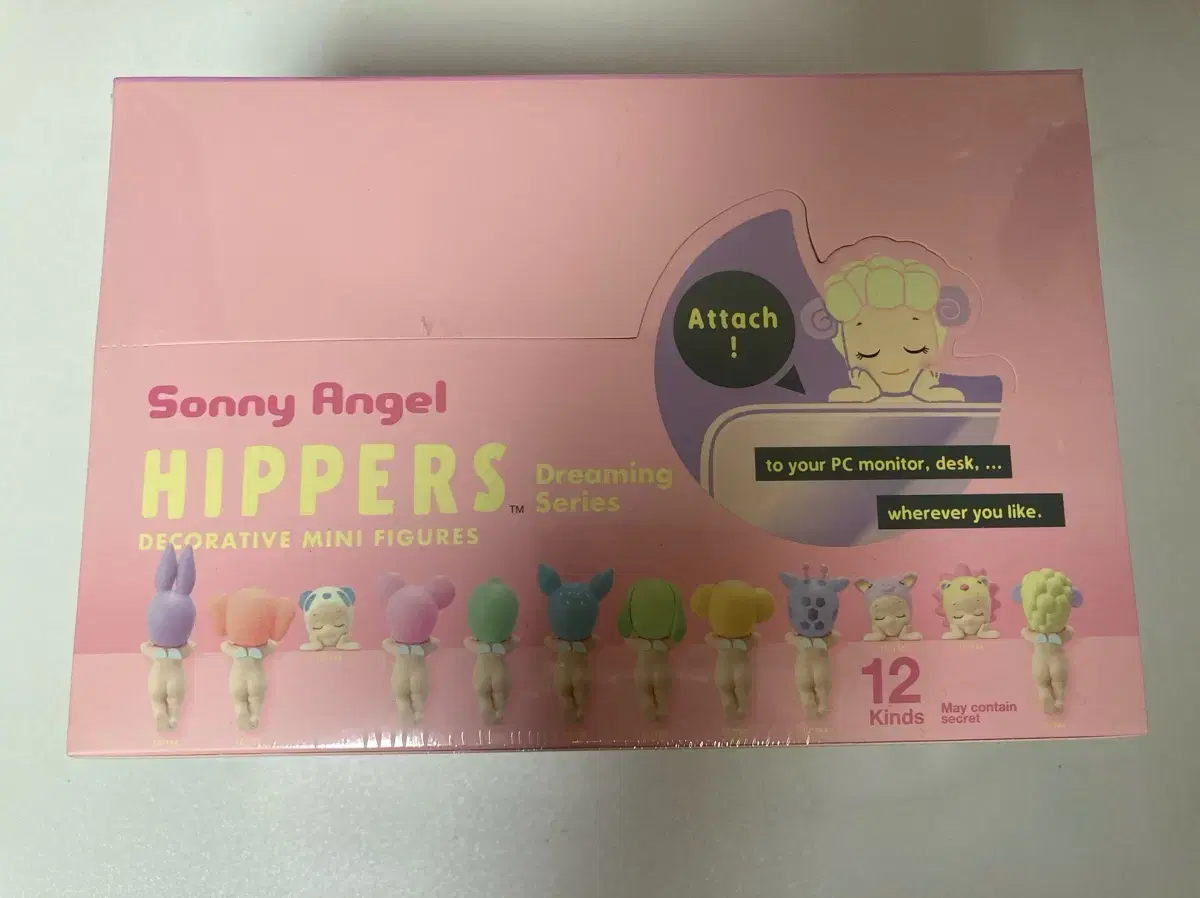 Attach
!
Sonny Angel
HIPPERS™
Dreaming
Series
DECORATIVE MINI FIGURES
to your PC monitor, desk, ...
wherever you like.
12
Kinds
May contain
secret